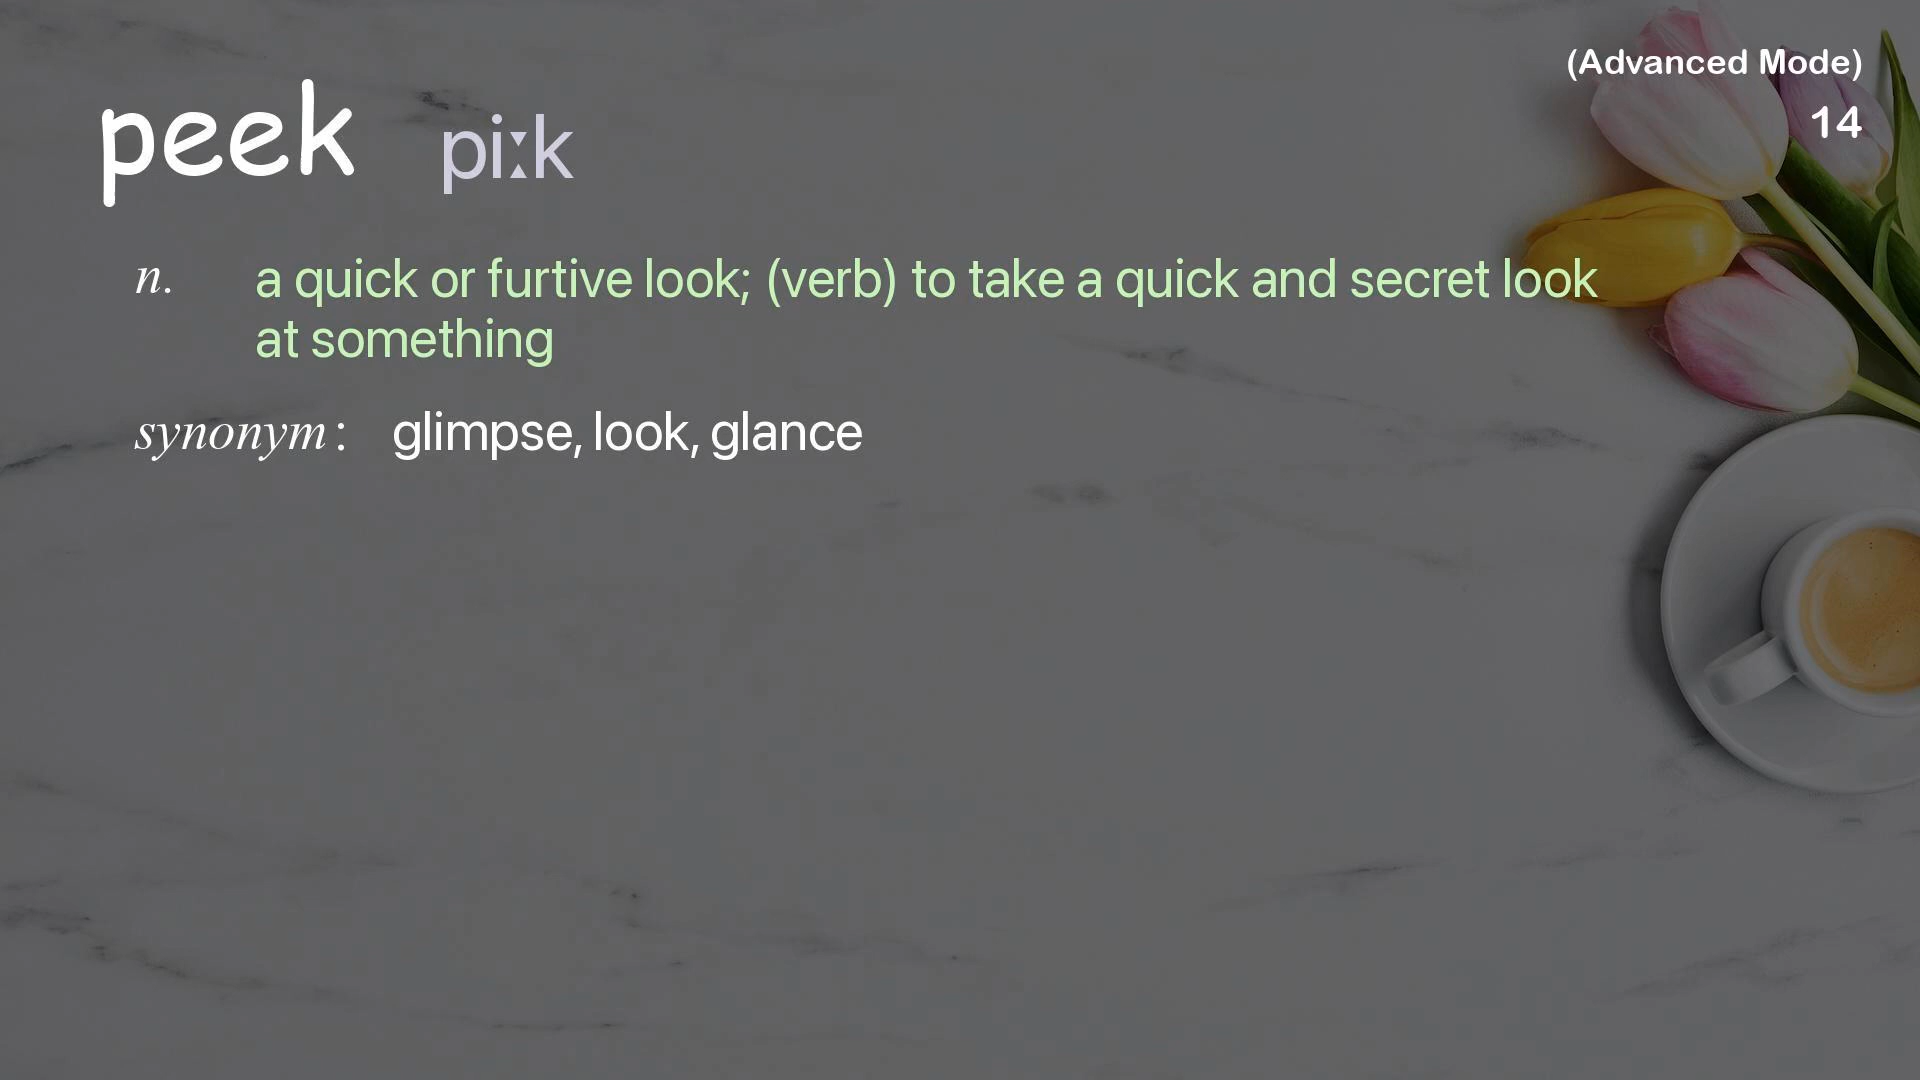 (Advanced Mode)
14
peek piːk
n. a quick or furtive look; (verb) to take a quick and secret look
at something
synonym: glimpse, look, glance